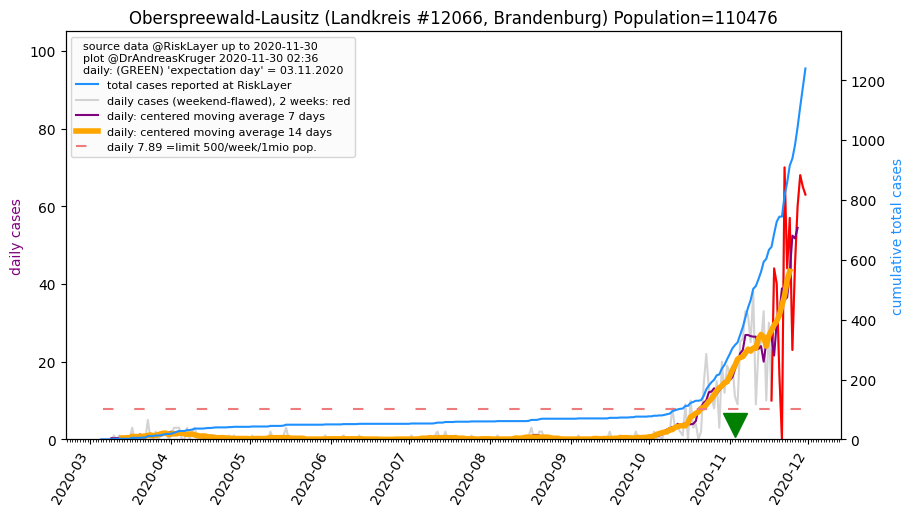 Oberspreewald-Lausitz (Landkreis #12066, Brandenburg) Population=110476
source data @RiskLayer up to 2020-11-30
plot @DrAndreasKruger 2020-11-30 02:36
daily: (GREEN) 'expectation day' = 03.11.2020
total cases reported at RiskLayer
daily cases (weekend-flawed), 2 weeks: red
daily: centered moving average 7 days
daily: centered moving average 14 days
daily 7.89 =limit 500/week/1mio pop.
daily cases
100
80
60
40
20
0
cumulative total cases
1200
1000
800
600
400
200
0
2020-03
2020-04
2020-05
2020-06
2020-07
2020-08
2020-09
2020-10
2020-11
2020-12